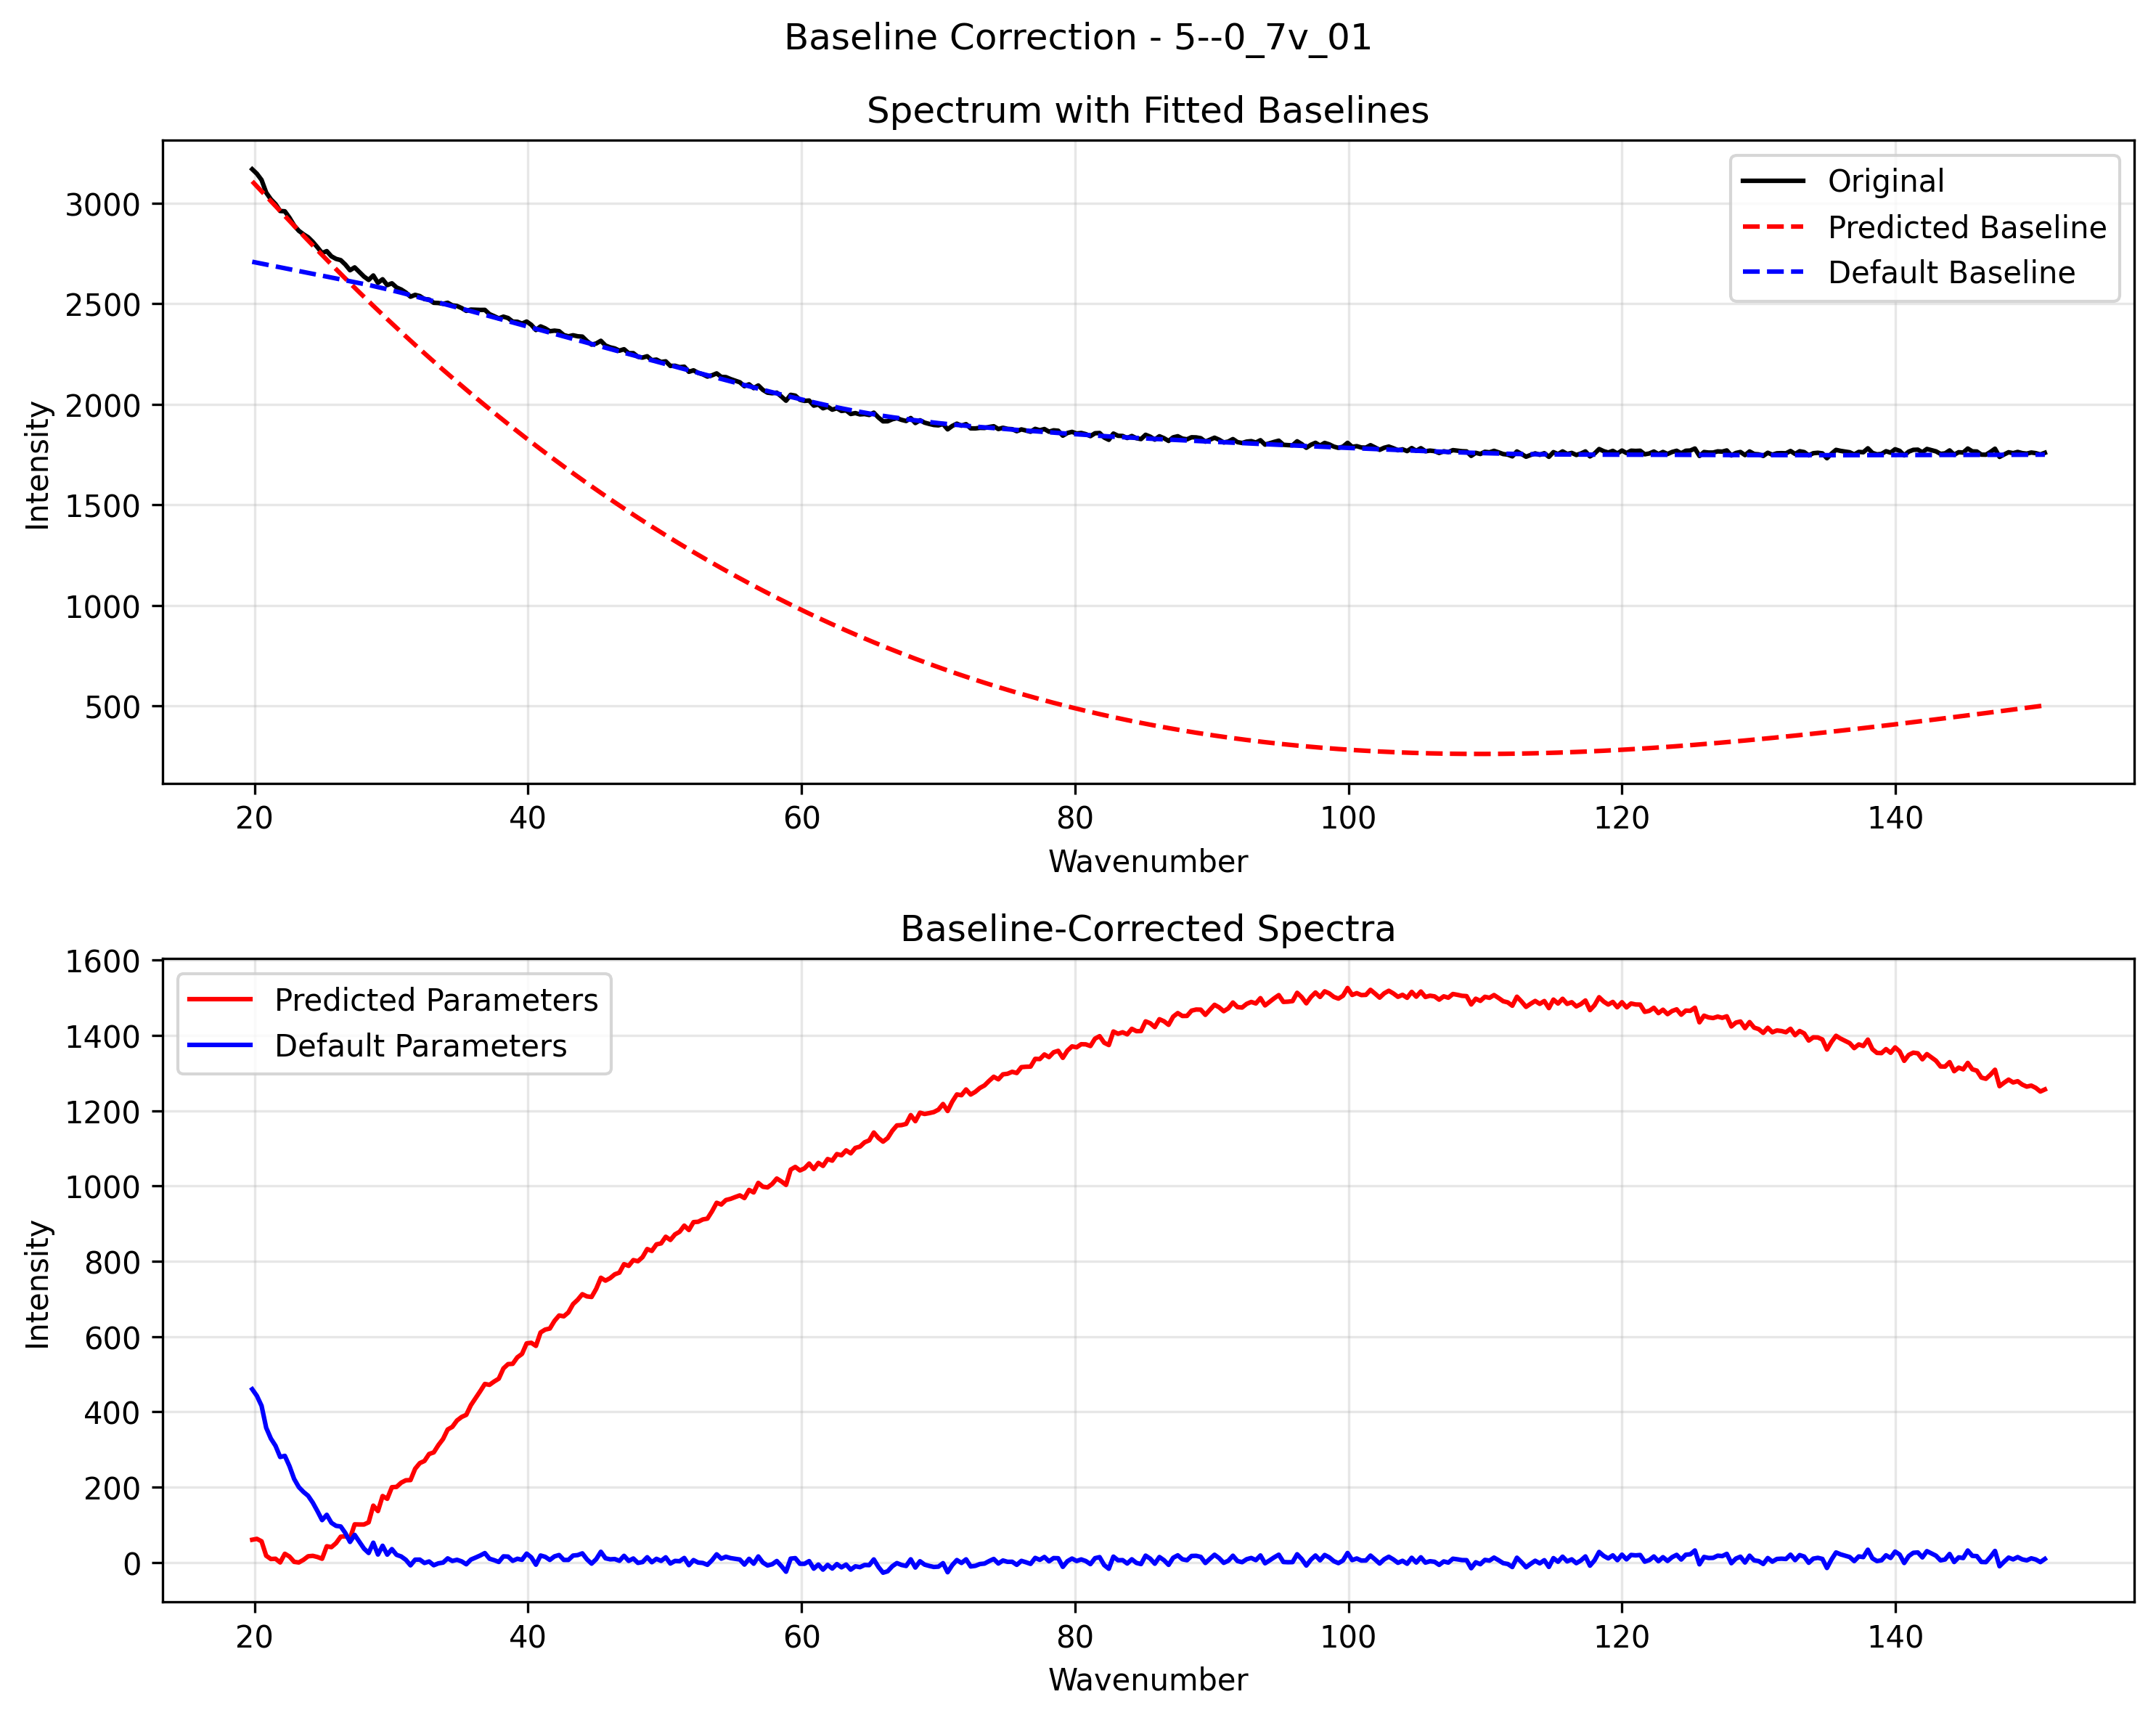 Baseline Correction - 5--0_7v_01
Spectrum with Fitted Baselines
Original
Predicted Baseline
Default Baseline
3000
2500
2000
1500
1000
500
Intensity
20 40 60 80 100 120 140
Wavenumber
Baseline-Corrected Spectra
Predicted Parameters
Default Parameters
1600
1400
1200
1000
800
600
400
200
0
Intensity
20 40 60 80 100 120 140
Wavenumber